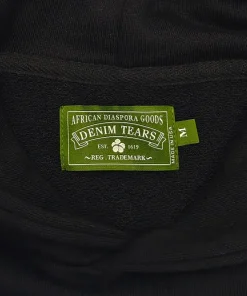 AFRICAN DIASPORA GOODS
DENIM TEARS
EST. 1619
REG TRADEMARK
M